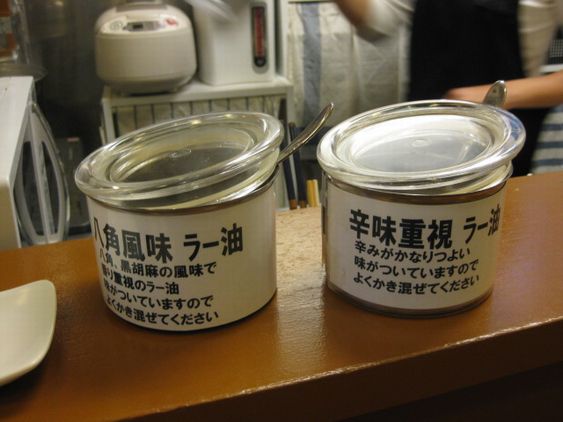 八角風味 ラー油
八角、黒胡麻の風味で
香り重視のラー油
味がついていますので
よくかき混ぜてください
辛味重視 ラー油
辛みがかなりつよい
味がついていますので
よくかき混ぜてください